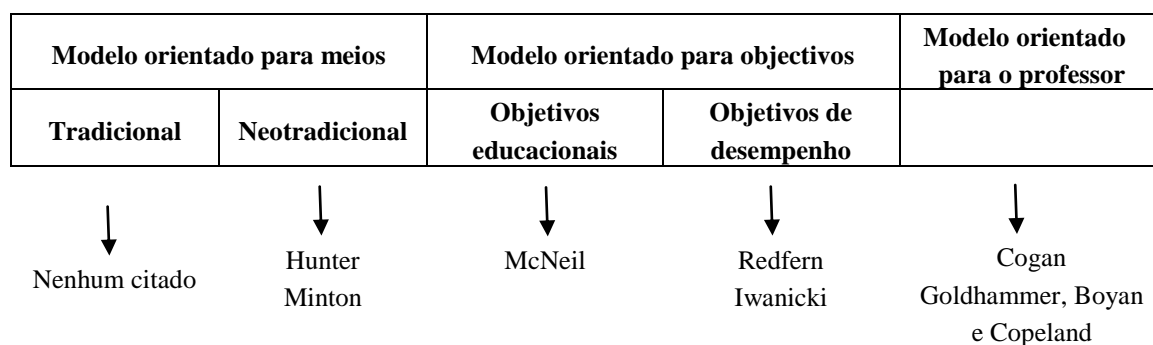 Modelo orientado para meios
Modelo orientado para objectivos
Modelo orientado
para o professor
Tradicional
Neotradicional
Objetivos
educacionais
Objetivos de
desempenho
Nenhum citado
Hunter
Minton
McNeil
Redfern
Iwanicki
Cogan
Goldhammer, Boyan
e Copeland